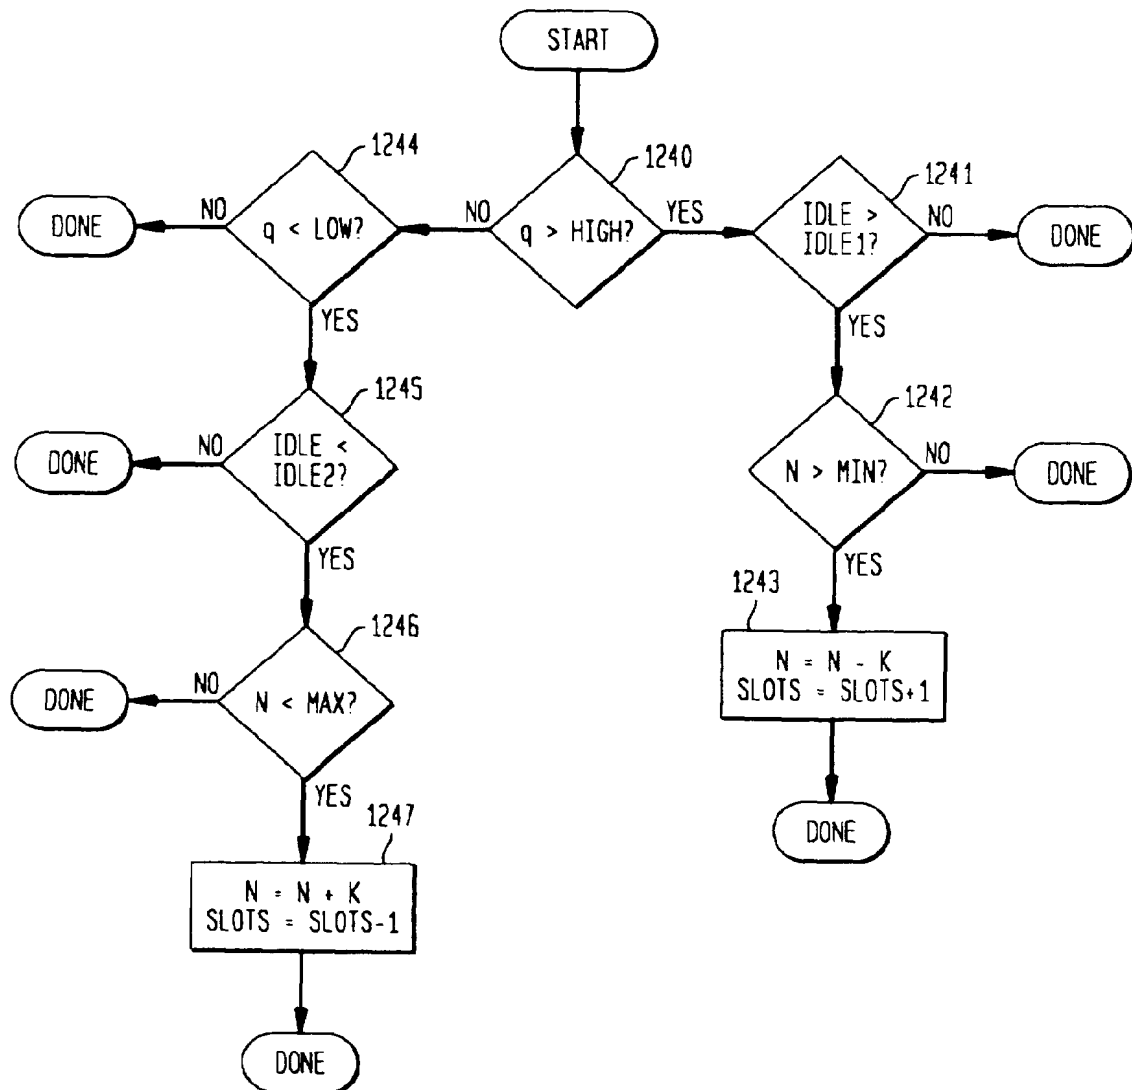 START
1244
1240
1241
DONE
NO
q < LOW?
NO
q > HIGH?
YES
IDLE >
IDLE1?
NO
DONE
YES
YES
1245
1242
DONE
NO
IDLE <
IDLE2?
N > MIN?
NO
DONE
YES
YES
1246
1243
DONE
NO
N < MAX?
N = N - K
SLOTS = SLOTS+1
YES
1247
DONE
N = N + K
SLOTS = SLOTS-1
DONE